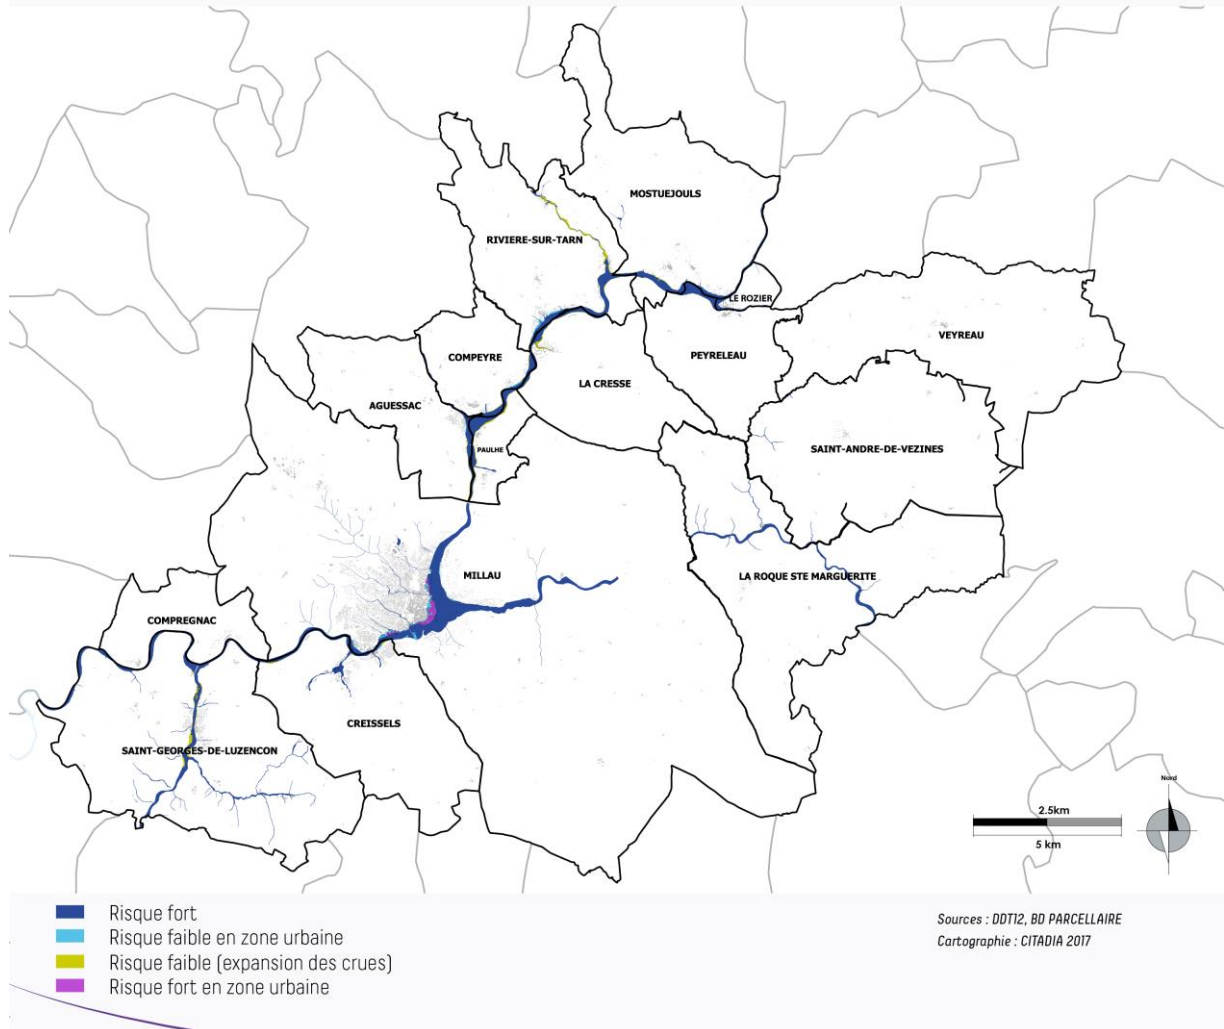 MOSTUEJOULS
RIVIERE-SUR-TARN
LE ROZIER
VEYREAU
COMPEYRE
PEYRELEAU
LA CRESSE
AGUESSAC
PAULHE
SAINT-ANDRE-DE-VEZINES
MILLAU
LA ROQUE STE MARGUERITE
COMPREGNAC
CREISSELS
SAINT-GEORGES-DE-LUZENCON
Nord
2.5km
5 km
Risque fort
Risque faible en zone urbaine
Risque faible (expansion des crues)
Risque fort en zone urbaine
Sources : DDT12, BD PARCELLAIRE
Cartographie : CITADIA 2017